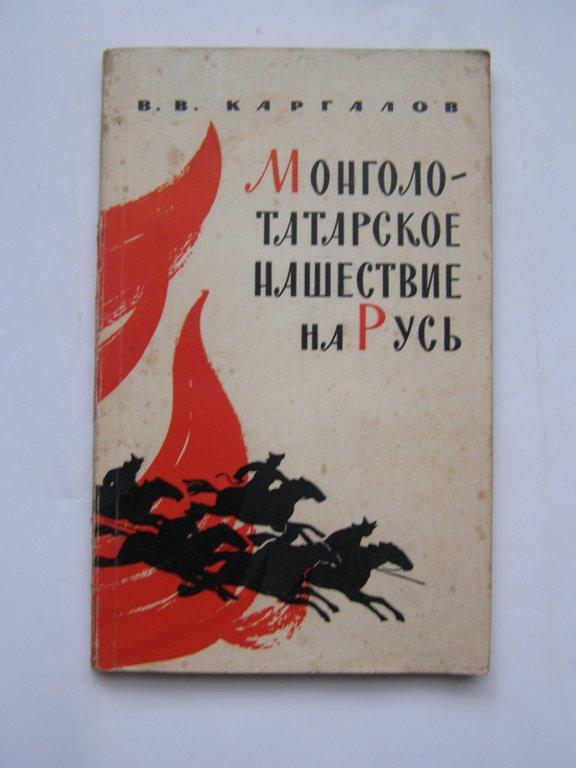 В. В. КАРГАЛОВ
МОНГОЛО-
ТАТАРСКОЕ
НАШЕСТВИЕ
НА РУСЬ